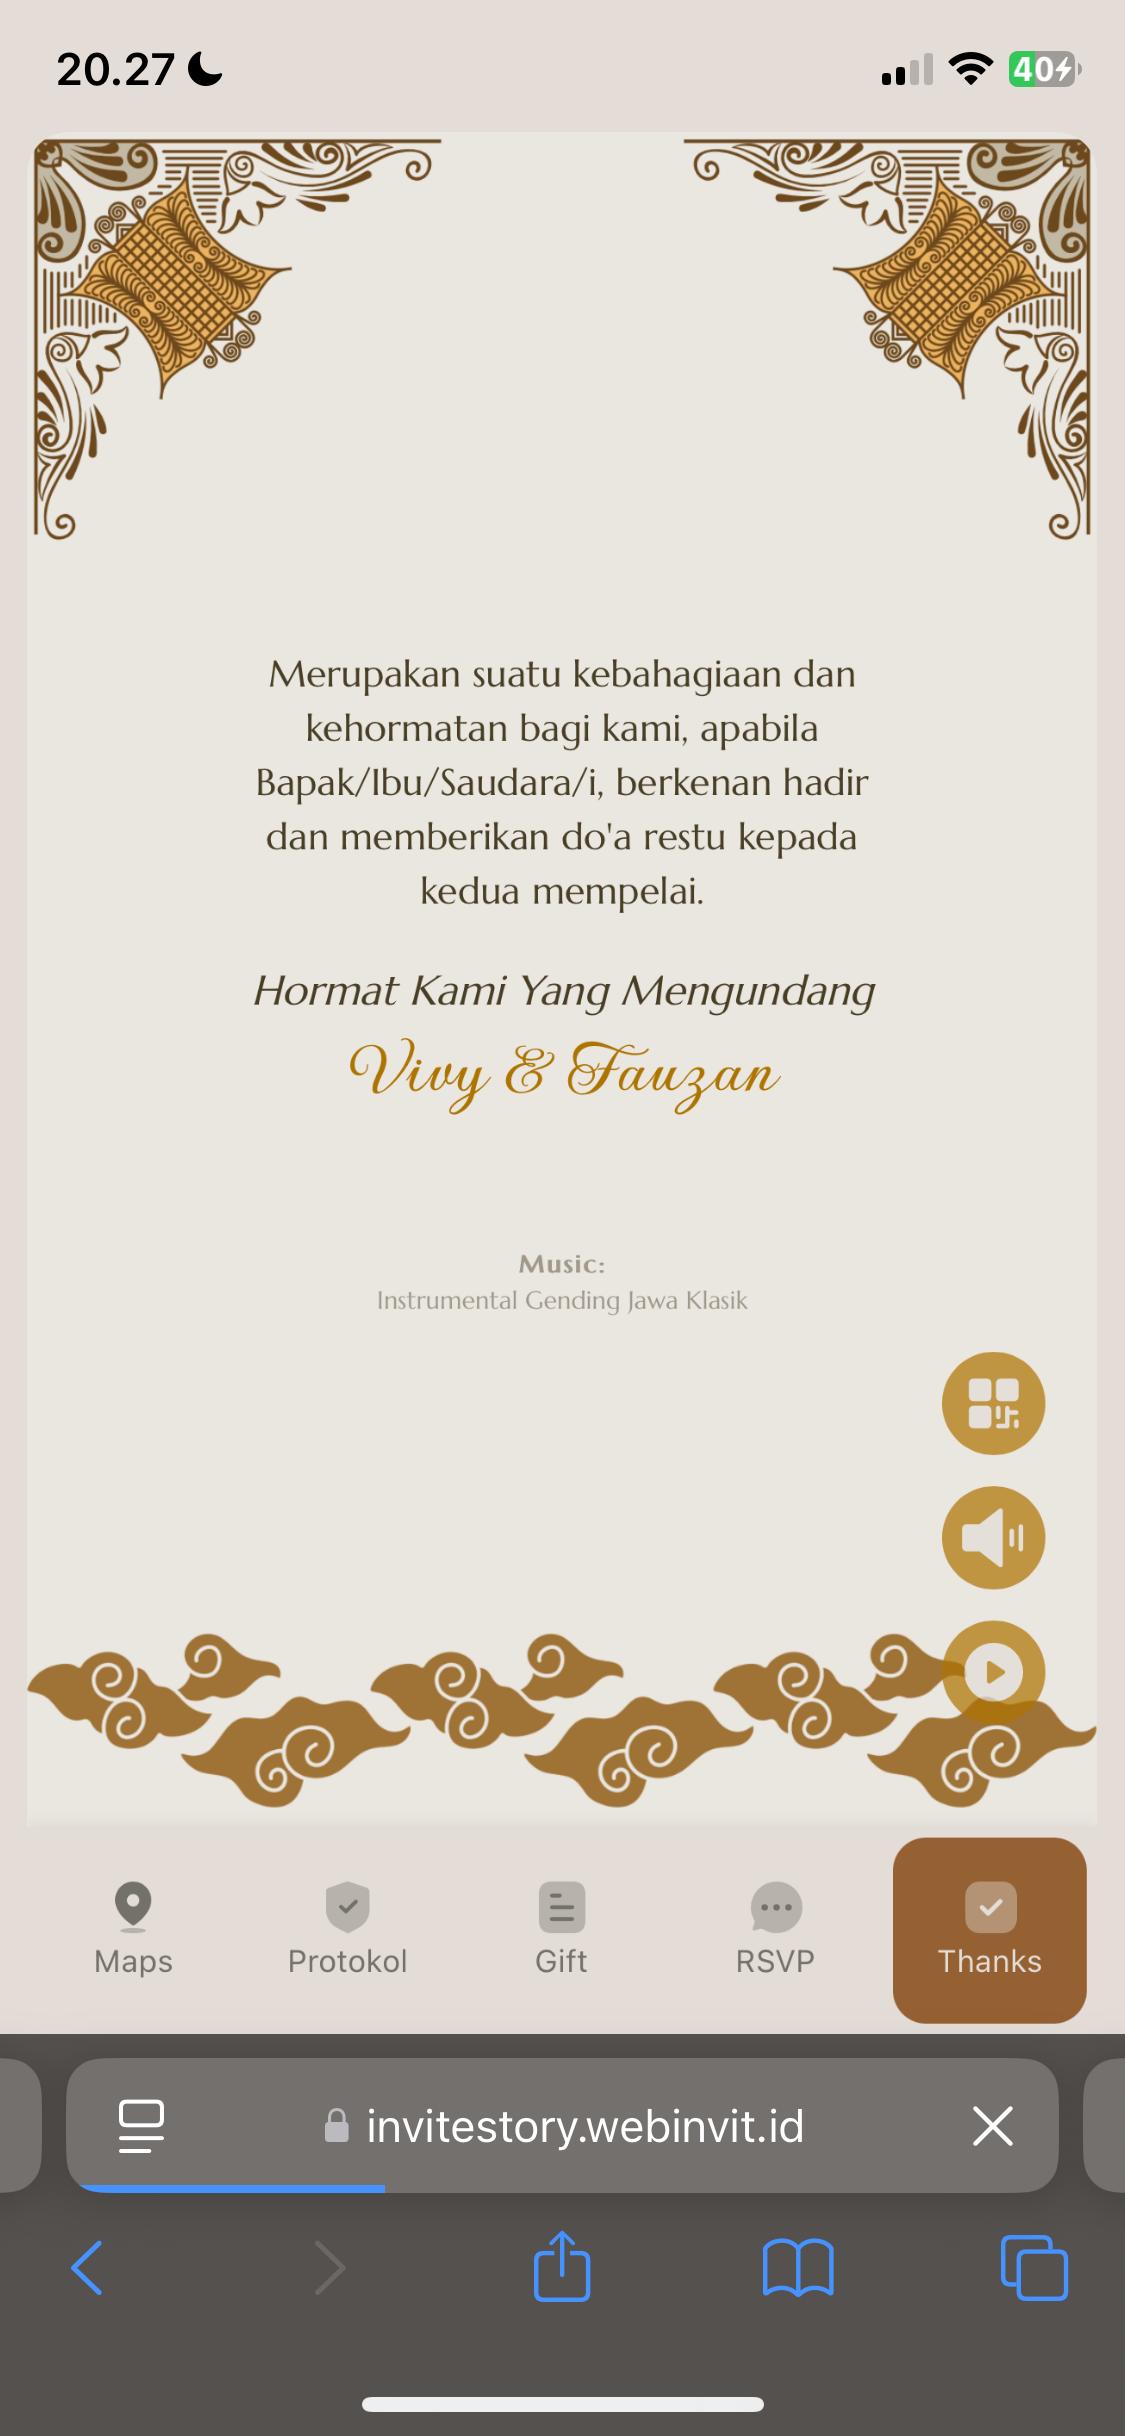 20.27
40
Merupakan suatu kebahagiaan dan
kehormatan bagi kami, apabila
Bapak/Ibu/Saudara/i, berkenan hadir
dan memberikan do'a restu kepada
kedua mempelai.
Hormat Kami Yang Mengundang
Vivy & Fauzan
Music:
Instrumental Gending Jawa Klasik
Maps
Protokol
Gift
RSVP
Thanks
invitestory.webinvit.id